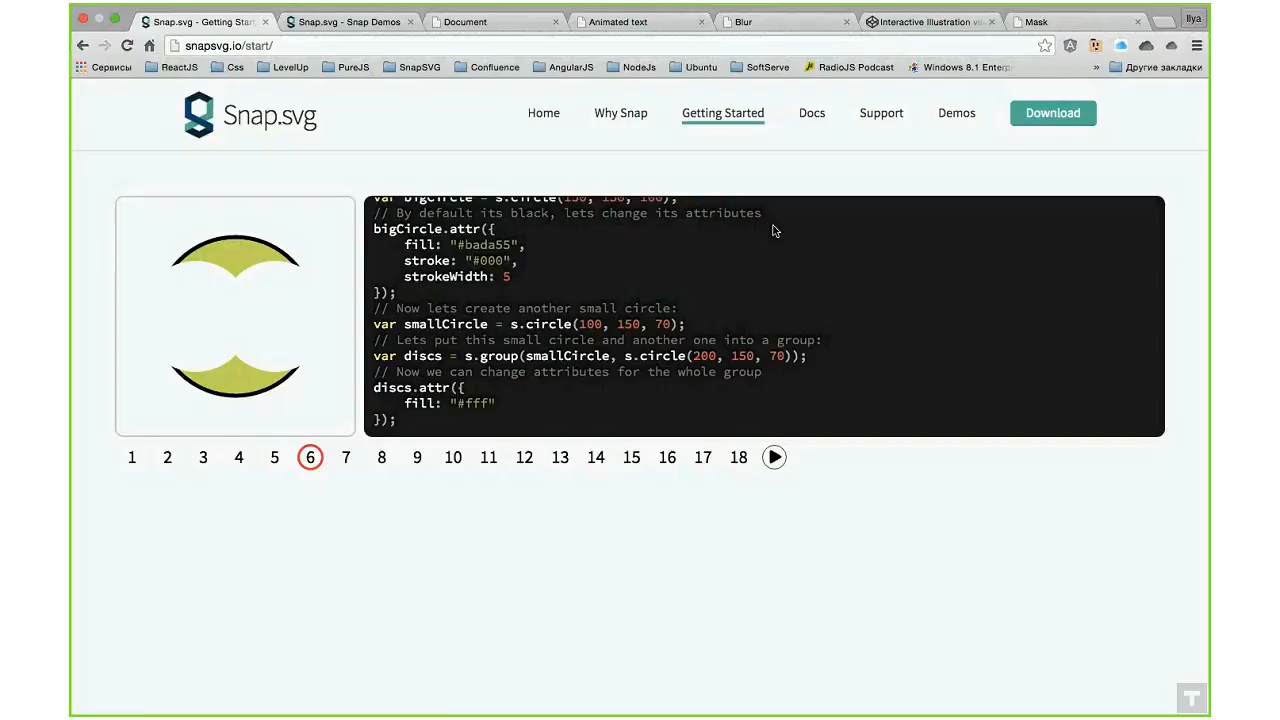 Snap.svg - Getting Star
Snap.svg - Snap Demos
Document
Animated text
Blur
Interactive Illustration
Mask
Ilya
snapsvg.io/start/
Сервисы
ReactJS
Css
LevelUp
PureJS
SnapSVG
Confluence
AngularJS
NodeJs
Ubuntu
SoftServe
RadioJS Podcast
Windows 8.1 Enterp
»
Другие закладки
Snap.svg
Home
Why Snap
Getting Started
Docs
Support
Demos
Download
var bigCircle = s.circle(150, 150, 100);
// By default its black, lets change its attributes
bigCircle.attr({
fill: "#bada55",
stroke: "#000",
strokeWidth: 5
});
// Now lets create another small circle:
var smallCircle = s.circle(100, 150, 70);
// Lets put this small circle and another one into a group:
var discs = s.group(smallCircle, s.circle(200, 150, 70));
// Now we can change attributes for the whole group
discs.attr({
fill: "#fff"
});
1 2 3 4 5 6 7 8 9 10 11 12 13 14 15 16 17 18
T